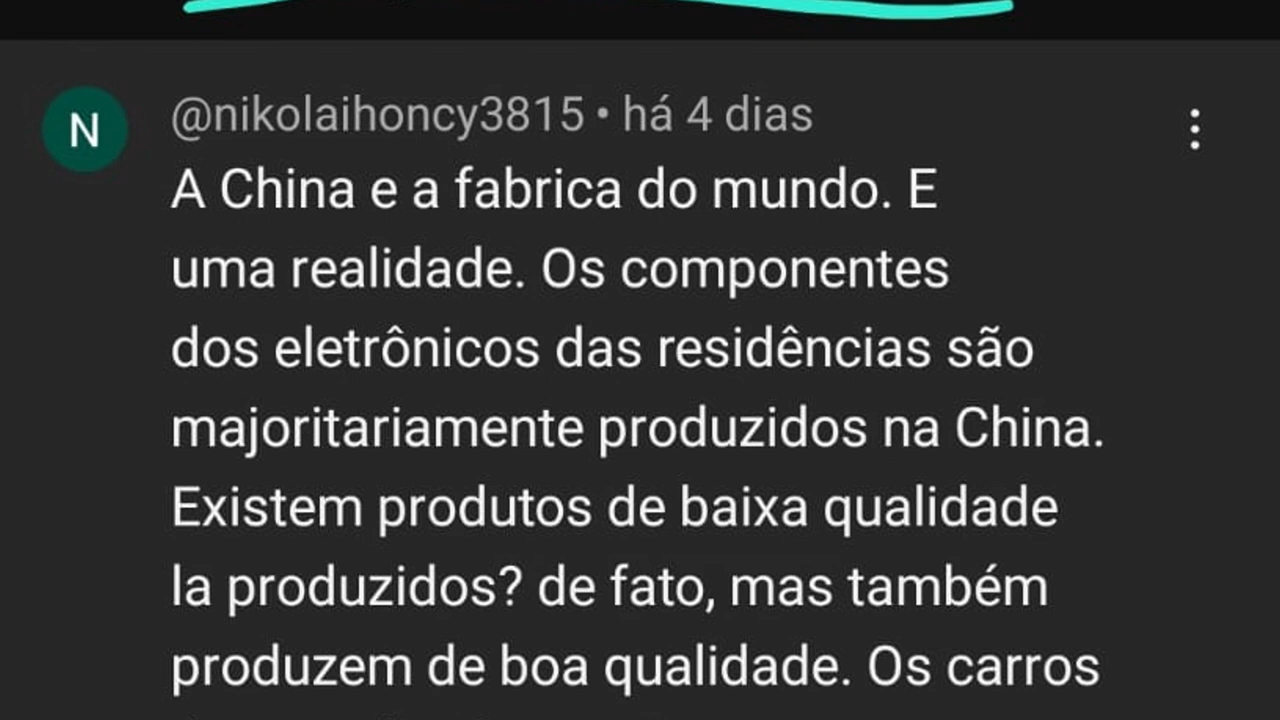 N
@nikolaihoncy3815 • há 4 dias
A China e a fabrica do mundo. E
uma realidade. Os componentes
dos eletrônicos das residências são
majoritariamente produzidos na China.
Existem produtos de baixa qualidade
la produzidos? de fato, mas também
produzem de boa qualidade. Os carros